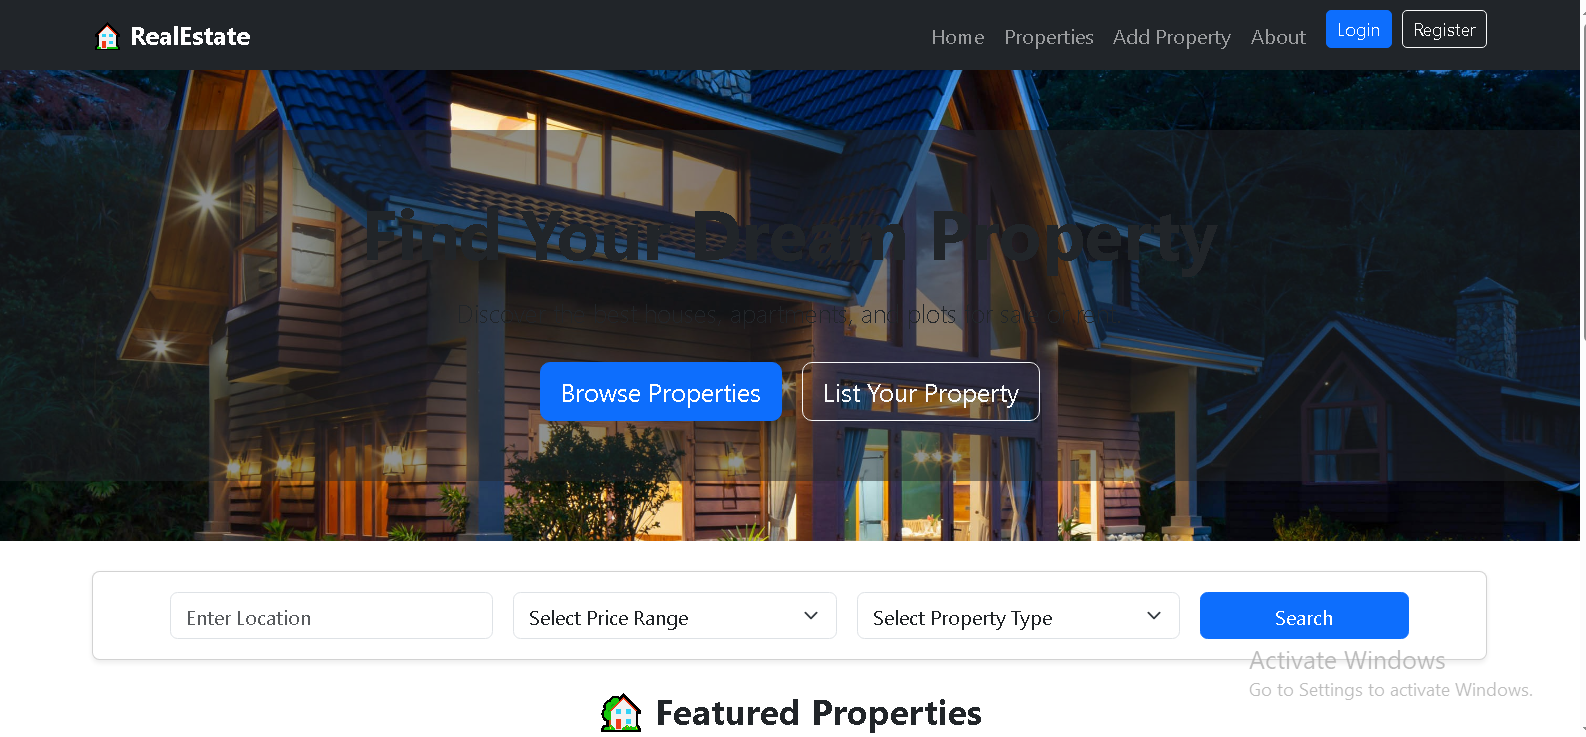 RealEstate
Home Properties Add Property About Login Register
Find Your Dream Property
Discover the best houses, apartments, and plots for sale or rent
Browse Properties List Your Property
Enter Location Select Price Range Select Property Type Search
Activate Windows
Go to Settings to activate Windows.
Featured Properties